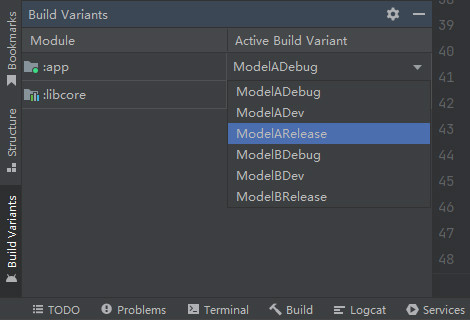 Build Variants
Module Active Build Variant
:app ModelADebug
:libcore
ModelADebug
ModelADev
ModelARelease
ModelBDebug
ModelBDev
ModelBRelease
Bookmarks
Structure
Build Variants
39
40
41
42
43
44
45
46
47
48
TODO Problems Terminal Build Logcat Services